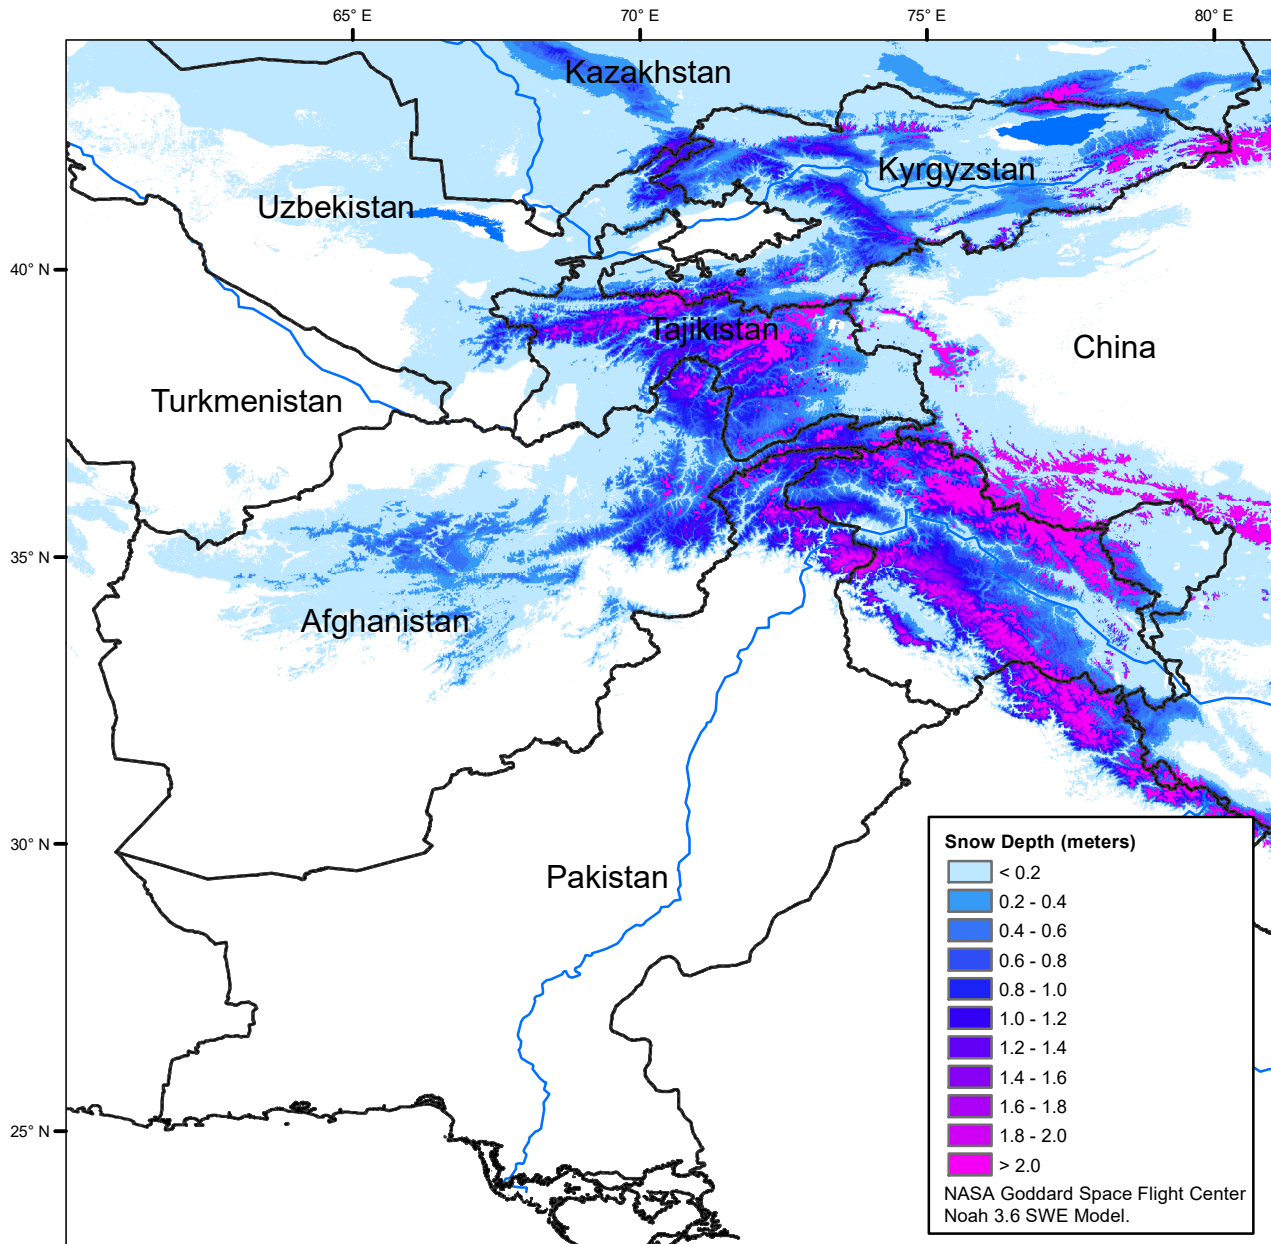 65° E
70° E
75° E
80° E
Kazakhstan
Kyrgyzstan
Uzbekistan
40° N
Tajikistan
China
Turkmenistan
35° N
Afghanistan
30° N
Pakistan
25° N
Snow Depth (meters)
< 0.2
0.2 - 0.4
0.4 - 0.6
0.6 - 0.8
0.8 - 1.0
1.0 - 1.2
1.2 - 1.4
1.4 - 1.6
1.6 - 1.8
1.8 - 2.0
> 2.0
NASA Goddard Space Flight Center
Noah 3.6 SWE Model.